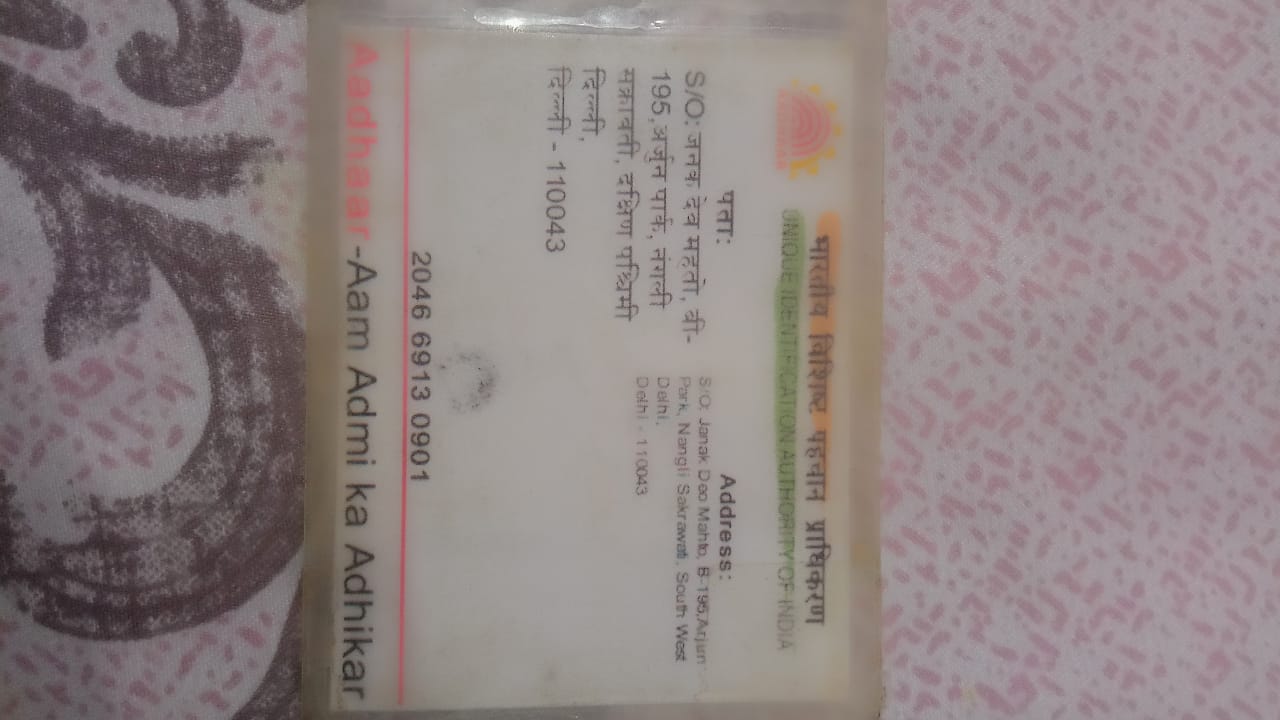 भारतीय विशिष्ट पहचान प्राधिकरण
UNIQUE IDENTIFICATION AUTHORITY OF INDIA
पता:
S/O: जनक देव महतो, बी-
195,अर्जुन पार्क, नंगली
सक्रावती, दक्षिण पश्चिमी
दिल्ली,
दिल्ली - 110043
Address:
S/O: Janak Deo Mahto, B-195,Arjun
Park, Nangli Sakrawati, South West
Delhi,
Delhi - 110043
2046 6913 0901
Aadhaar-Aam Admi ka Adhikar